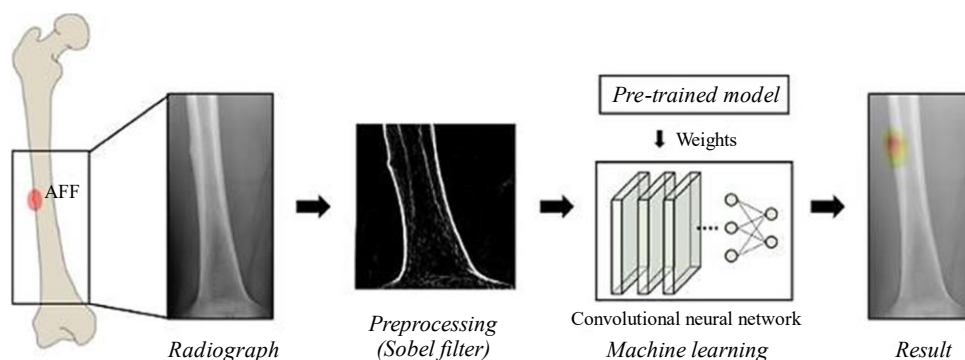 AFF
Radiograph
Preprocessing
(Sobel filter)
Pre-trained model
Weights
Convolutional neural network
Machine learning
Result